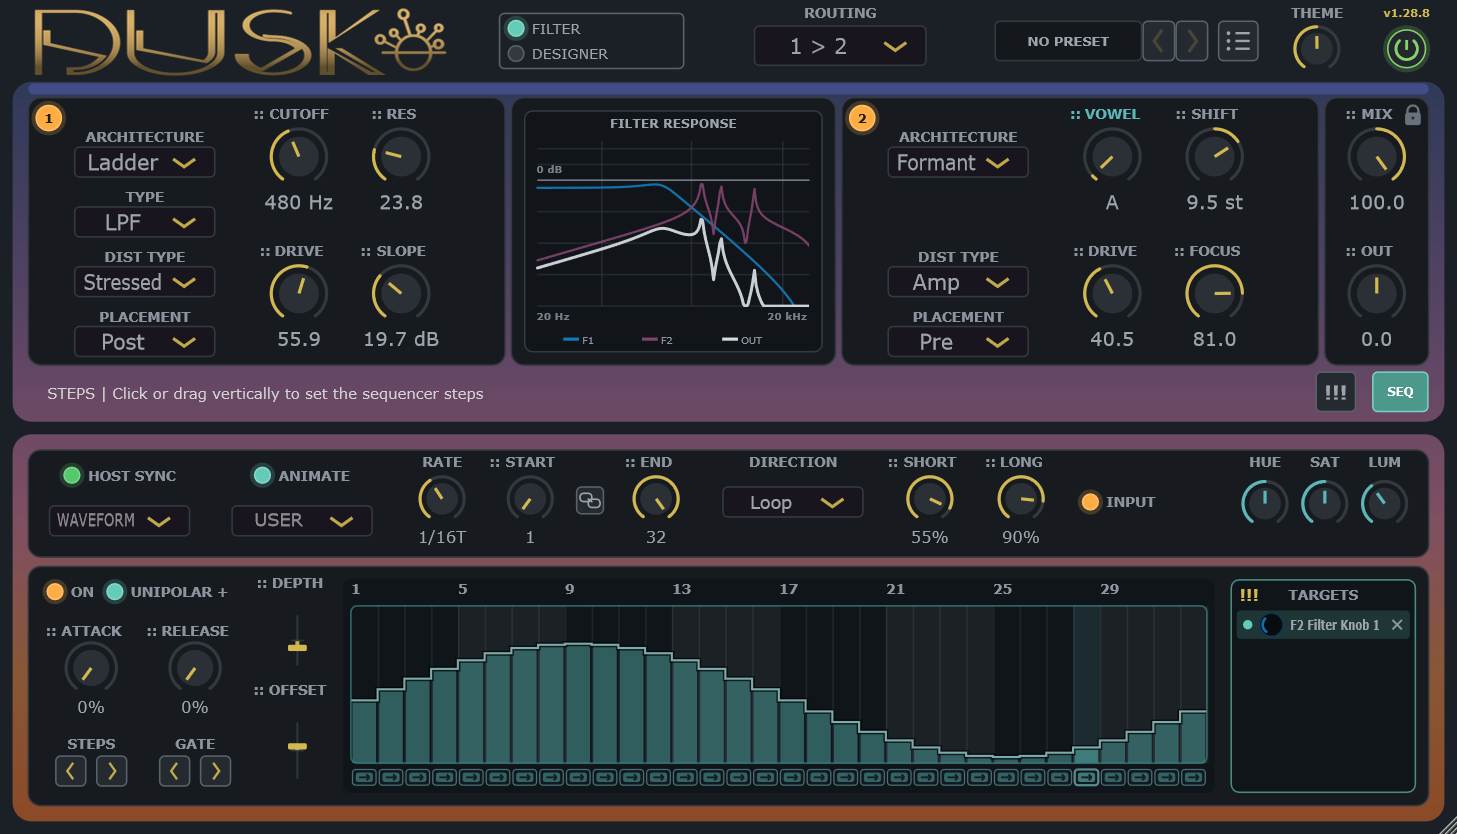 DUSK
FILTER
DESIGNER
ROUTING
1 > 2
NO PRESET
THEME
v1.28.8
1
ARCHITECTURE
Ladder
TYPE
LPF
DIST TYPE
Stressed
PLACEMENT
Post
:: CUTOFF
480 Hz
:: RES
23.8
:: DRIVE
55.9
:: SLOPE
19.7 dB
FILTER RESPONSE
0 dB
20 Hz
20 kHz
F1
F2
OUT
2
ARCHITECTURE
Formant
DIST TYPE
Amp
PLACEMENT
Pre
:: VOWEL
A
:: SHIFT
9.5 st
:: DRIVE
40.5
:: FOCUS
81.0
:: MIX
100.0
:: OUT
0.0
STEPS | Click or drag vertically to set the sequencer steps
!!!
SEQ
HOST SYNC
WAVEFORM
ANIMATE
USER
RATE
1/16T
:: START
1
:: END
32
DIRECTION
Loop
:: SHORT
55%
:: LONG
90%
INPUT
HUE
SAT
LUM
ON
UNIPOLAR +
:: ATTACK
0%
:: RELEASE
0%
STEPS
GATE
:: DEPTH
:: OFFSET
1 5 9 13 17 21 25 29
!!! TARGETS
F2 Filter Knob 1